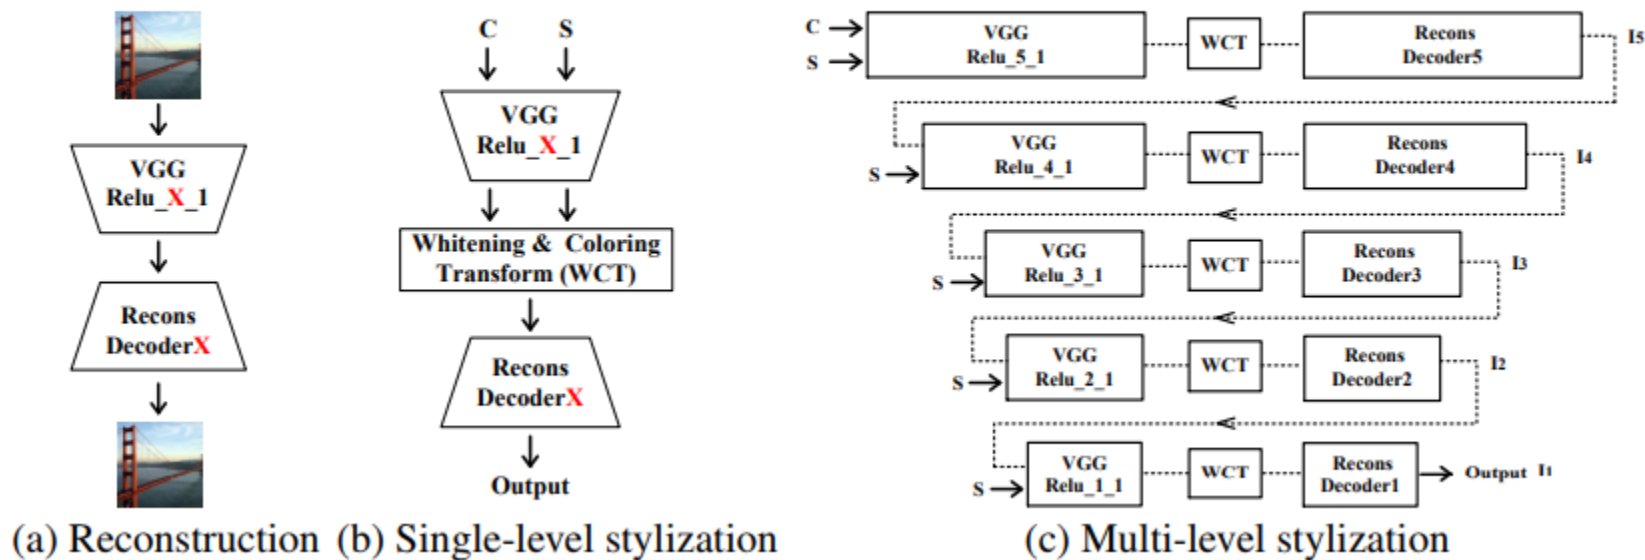 VGG
Relu_X_1
Recons
DecoderX
(a) Reconstruction
C S
VGG
Relu_X_1
Whitening & Coloring
Transform (WCT)
Recons
DecoderX
Output
(b) Single-level stylization
C
S
VGG
Relu_5_1
WCT
Recons
Decoder5
I5
S
VGG
Relu_4_1
WCT
Recons
Decoder4
I4
S
VGG
Relu_3_1
WCT
Recons
Decoder3
I3
S
VGG
Relu_2_1
WCT
Recons
Decoder2
I2
S
VGG
Relu_1_1
WCT
Recons
Decoder1
Output I1
(c) Multi-level stylization